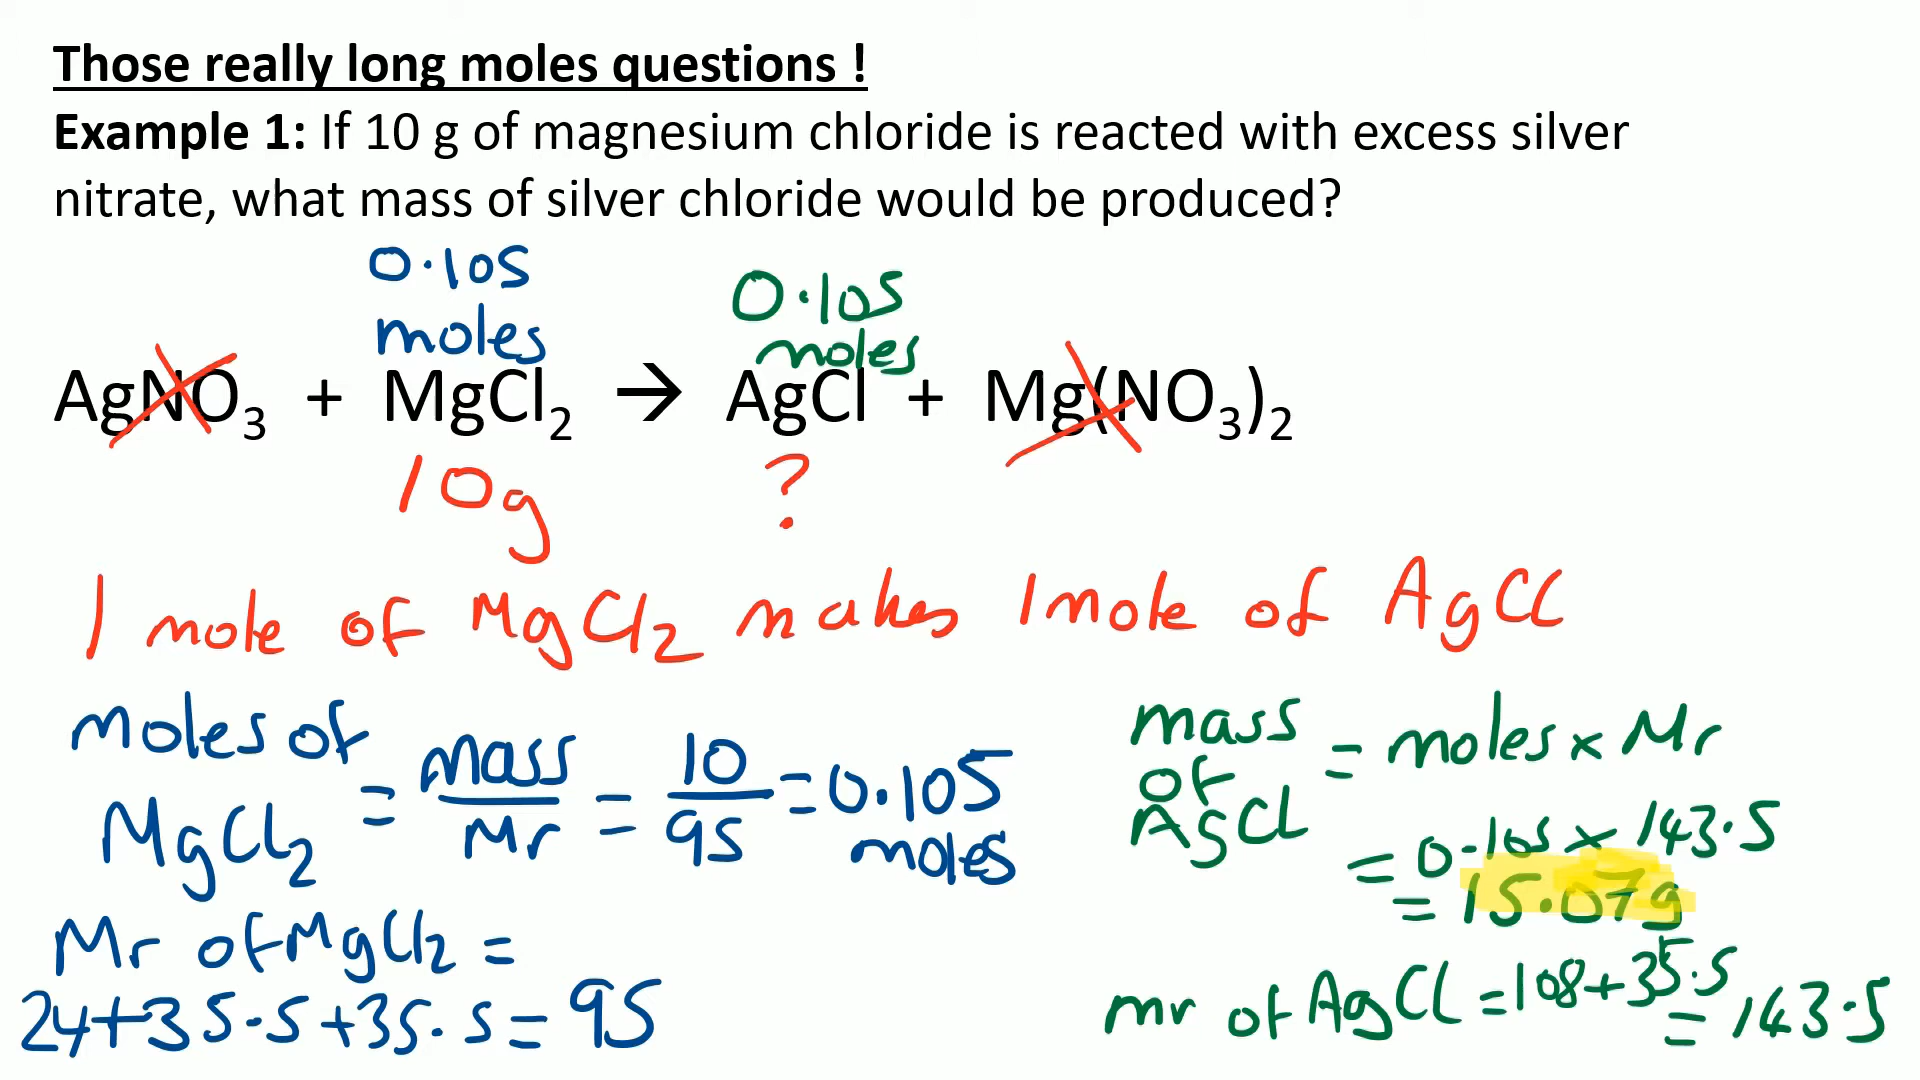 Those really long moles questions !
Example 1: If 10 g of magnesium chloride is reacted with excess silver
nitrate, what mass of silver chloride would be produced?
0.105
moles
0.105
moles
AgNO₃ + MgCl₂ → AgCl + Mg(NO₃)₂
10g
?
1 mole of MgCl₂ makes 1 mole of AgCl
moles of MgCl₂ = mass/Mr = 10/95 = 0.105 moles
Mr of MgCl₂ =
24+35.5+35.5=95
mass of AgCl = moles x Mr
= 0.105 x 143.5
= 15.07g
mr of AgCl = 108+35.5
= 143.5